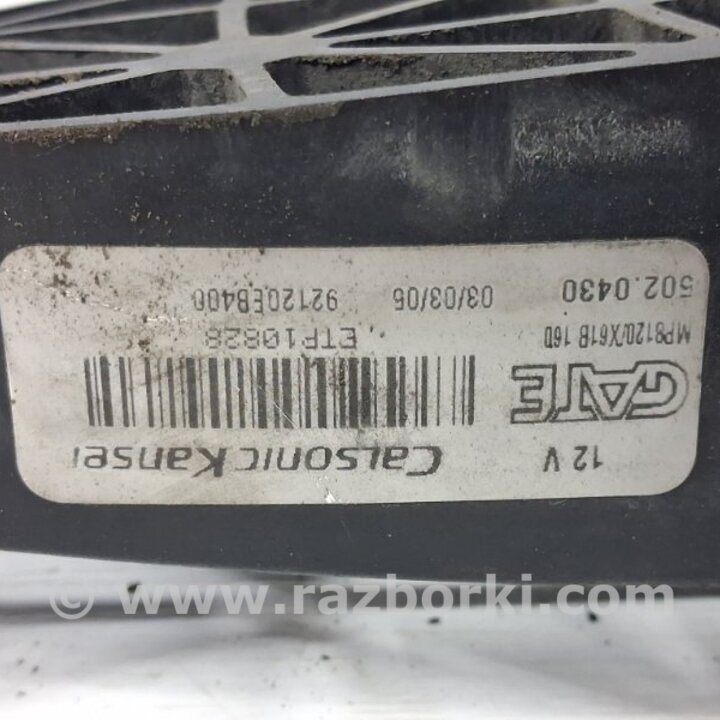 12 V CALSONIC KANSEI
GATE
MP8120/X61B 16D ETP10828
502.0430 03/03/05 92120EB400
© www.razborki.com